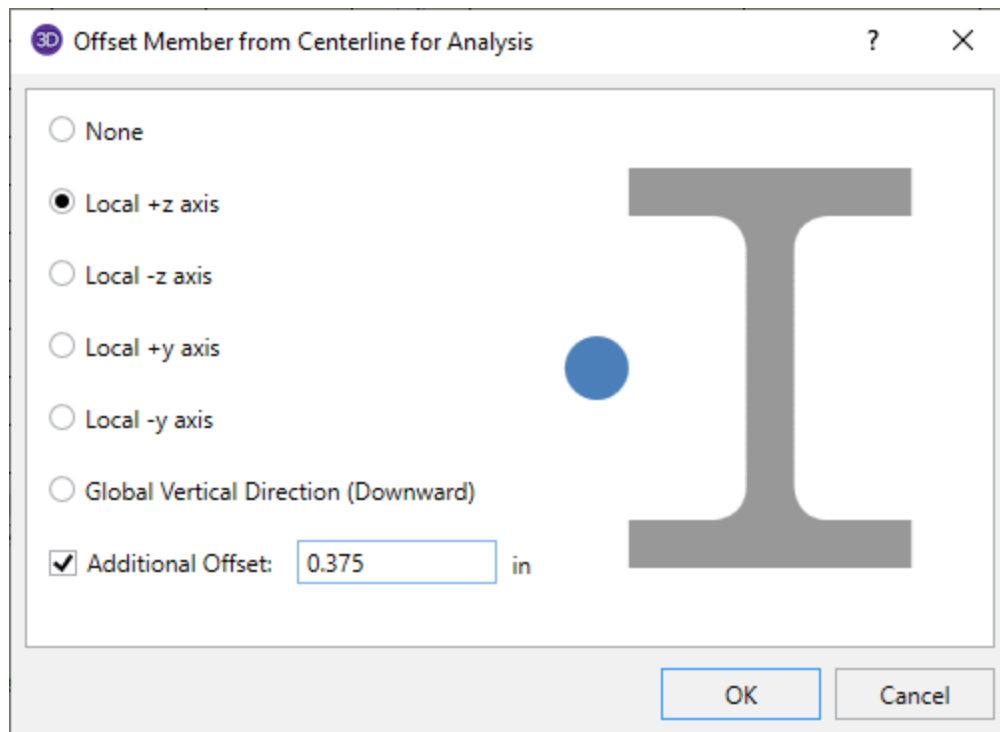 3D Offset Member from Centerline for Analysis ?
None
Local +z axis
Local -z axis
Local +y axis
Local -y axis
Global Vertical Direction (Downward)
Additional Offset: 0.375 in
OK Cancel